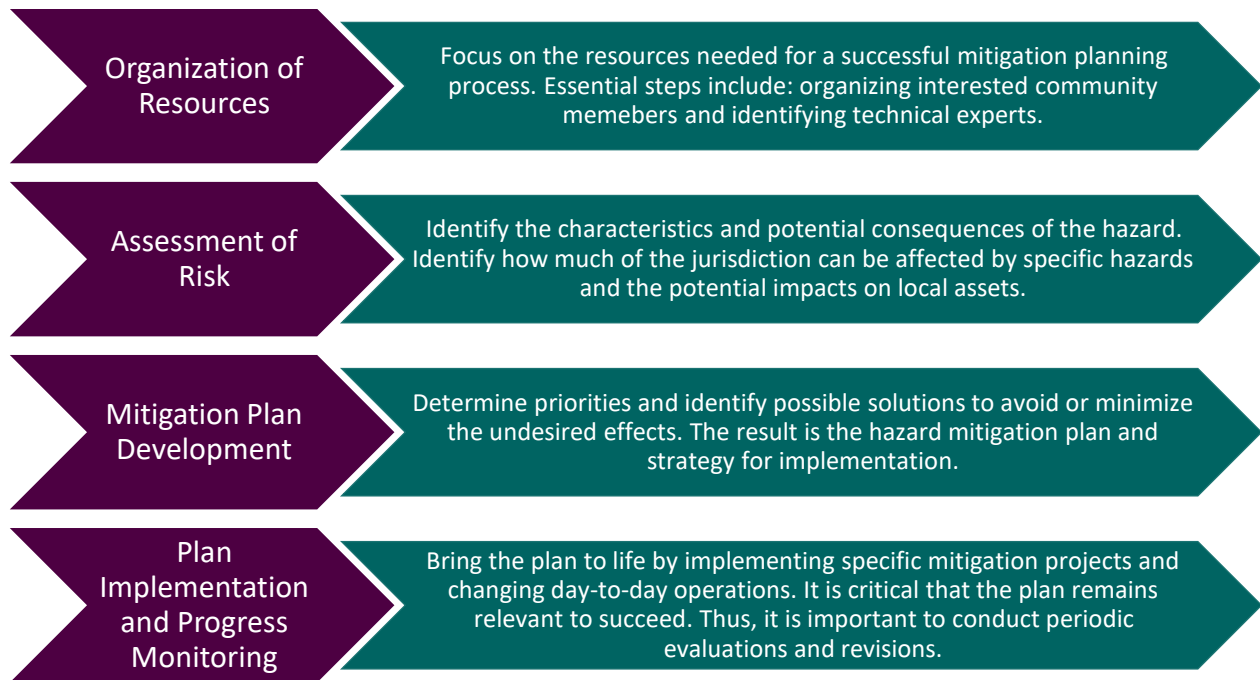 Organization of
Resources
Focus on the resources needed for a successful mitigation planning
process. Essential steps include: organizing interested community
memebers and identifying technical experts.
Assessment of
Risk
Identify the characteristics and potential consequences of the hazard.
Identify how much of the jurisdiction can be affected by specific hazards
and the potential impacts on local assets.
Mitigation Plan
Development
Determine priorities and identify possible solutions to avoid or minimize
the undesired effects. The result is the hazard mitigation plan and
strategy for implementation.
Plan
Implementation
and Progress
Monitoring
Bring the plan to life by implementing specific mitigation projects and
changing day-to-day operations. It is critical that the plan remains
relevant to succeed. Thus, it is important to conduct periodic
evaluations and revisions.